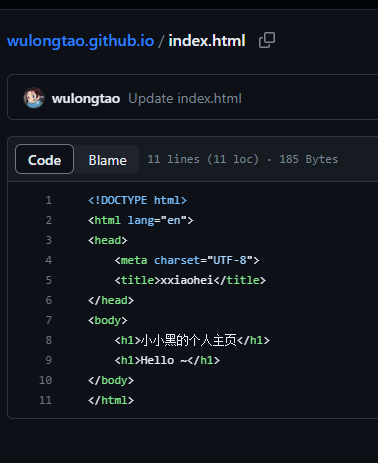 wulongtao.github.io / index.html
wulongtao Update index.html
Code Blame 11 lines (11 loc) · 185 Bytes
1 <!DOCTYPE html>
2 <html lang="en">
3 <head>
4 <meta charset="UTF-8">
5 <title>xxiaohei</title>
6 </head>
7 <body>
8 <h1>小小黑的个人主页</h1>
9 <h1>Hello ~</h1>
10 </body>
11 </html>